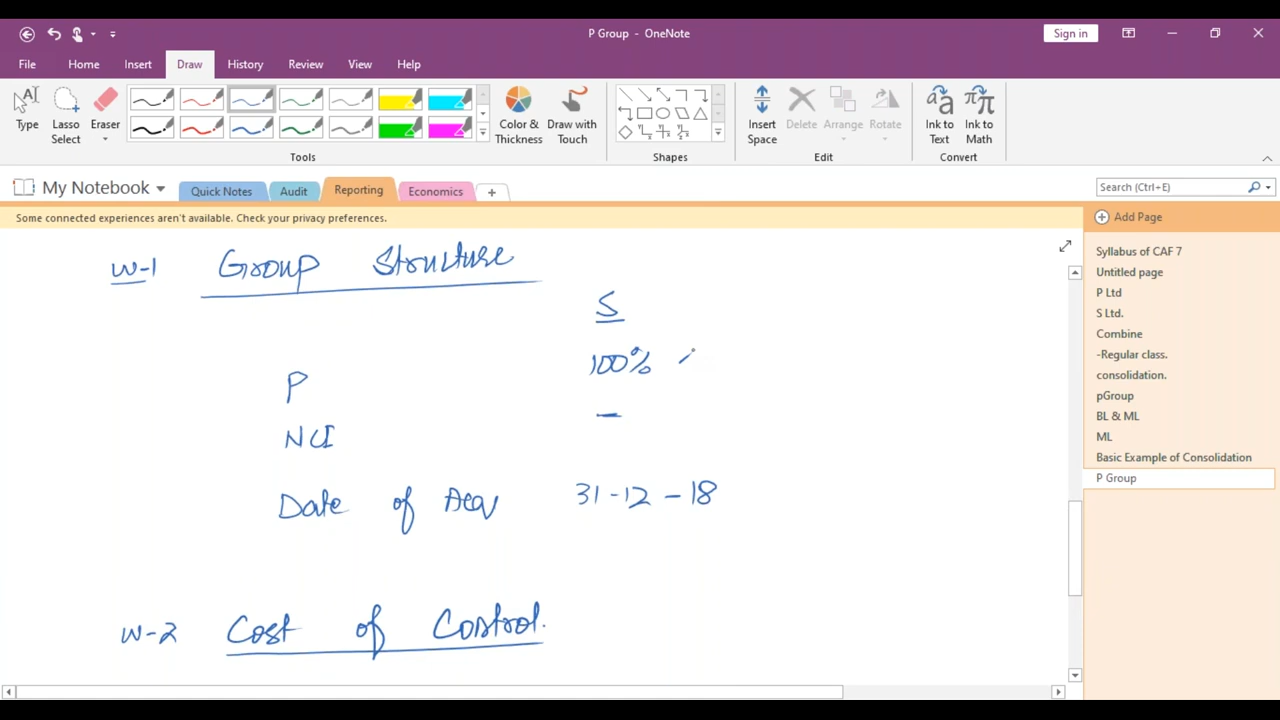 P Group - OneNote
Sign in
File Home Insert Draw History Review View Help
Type
Lasso Select
Eraser
Color & Thickness
Draw with Touch
Insert Space
Delete
Arrange
Rotate
Ink to Text
Ink to Math
Tools
Shapes
Edit
Convert
My Notebook
Quick Notes Audit Reporting Economics
Search (Ctrl+E)
Some connected experiences aren't available. Check your privacy preferences.
Add Page
Syllabus of CAF 7
Untitled page
P Ltd
S Ltd.
Combine
-Regular class.
consolidation.
pGroup
BL & ML
ML
Basic Example of Consolidation
P Group
W-1 Group Structure
S
P 100%
NCI –
Date of Acq 31-12-18
W-2 Cost of Control.